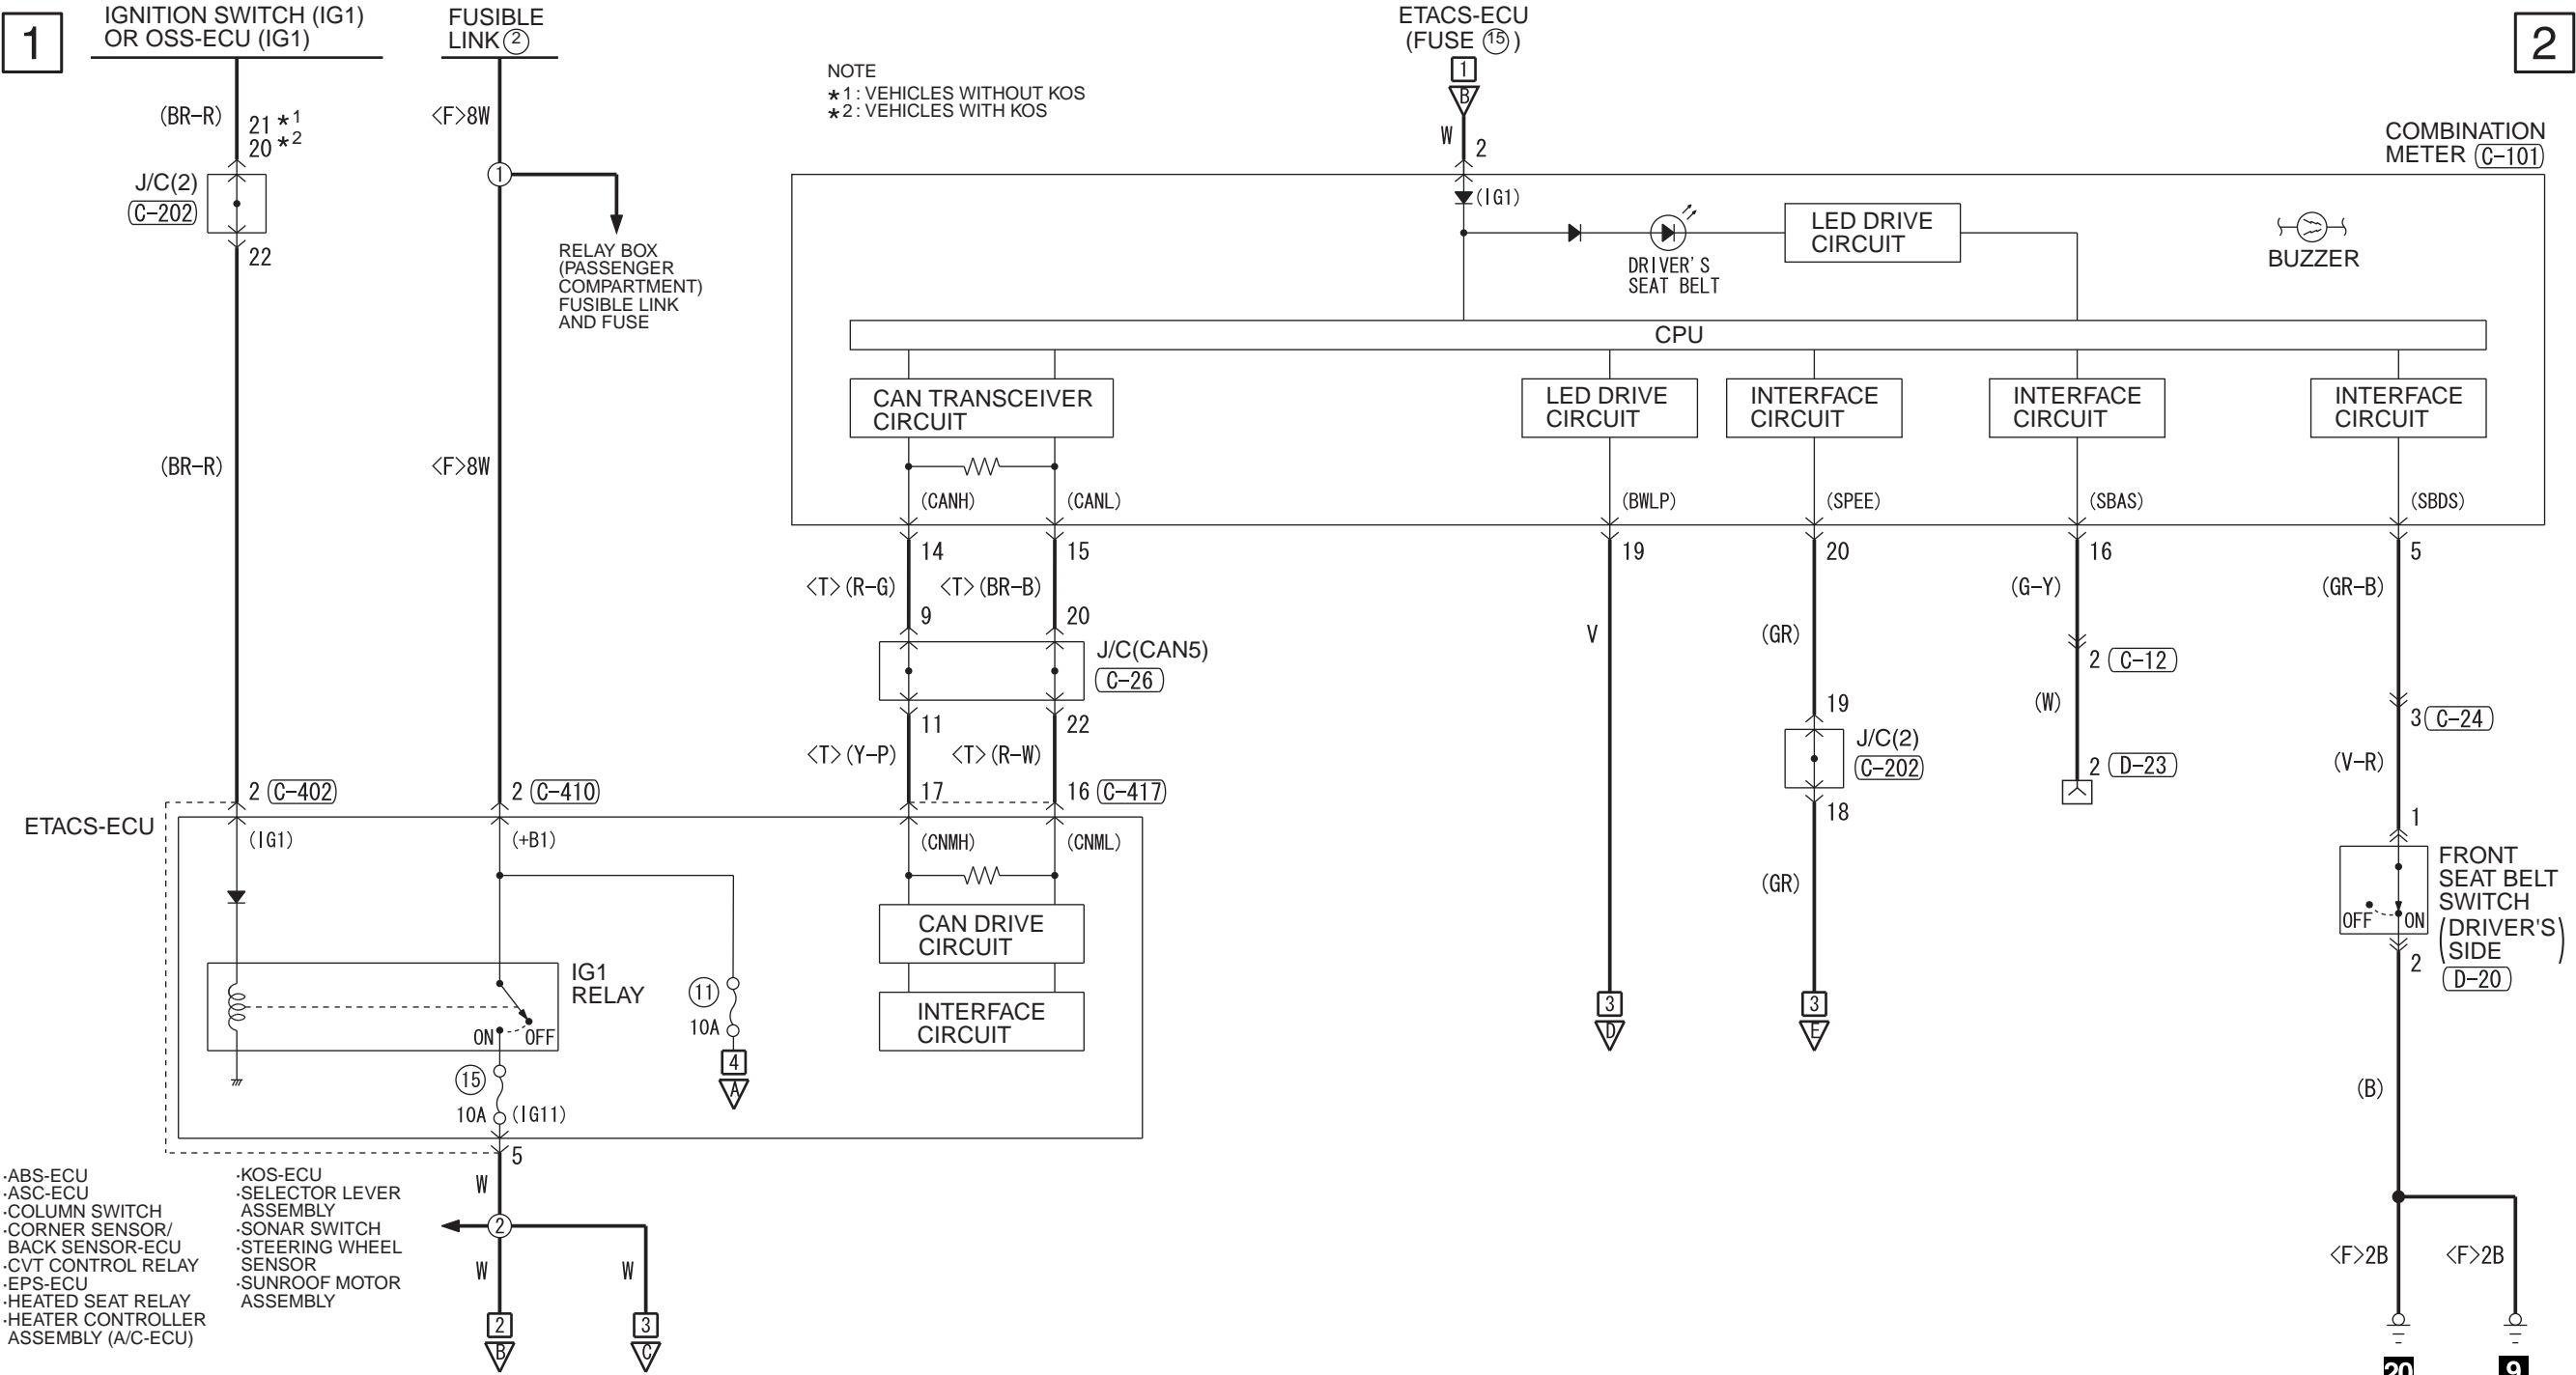 1
IGNITION SWITCH (IG1)
OR OSS-ECU (IG1)
FUSIBLE
LINK ②
(BR-R)
21 *1
20 *2
J/C(2)
(C-202)
22
<F>8W
1
RELAY BOX
(PASSENGER
COMPARTMENT)
FUSIBLE LINK
AND FUSE
(BR-R)
<F>8W
2 (C-402)
2 (C-410)
NOTE
*1 : VEHICLES WITHOUT KOS
*2 : VEHICLES WITH KOS
ETACS-ECU
(FUSE ⑮)
1
B
W
2
2
COMBINATION
METER (C-101)
(IG1)
DRIVER'S
SEAT BELT
LED DRIVE
CIRCUIT
BUZZER
CPU
CAN TRANSCEIVER
CIRCUIT
LED DRIVE
CIRCUIT
INTERFACE
CIRCUIT
INTERFACE
CIRCUIT
INTERFACE
CIRCUIT
(CANH)
(CANL)
(BWLP)
(SPEE)
(SBAS)
(SBDS)
14
15
19
20
16
5
<T>(R-G)
<T>(BR-B)
(G-Y)
(GR-B)
9
20
V
(GR)
J/C(CAN5)
(C-26)
2 (C-12)
11
22
(W)
19
3 (C-24)
<T>(Y-P)
<T>(R-W)
J/C(2)
(C-202)
2 (D-23)
(V-R)
17
16 (C-417)
18
1
ETACS-ECU
(IG1)
(+B1)
(CNMH)
(CNML)
CAN DRIVE
CIRCUIT
INTERFACE
CIRCUIT
(GR)
FRONT
SEAT BELT
SWITCH
(DRIVER'S
SIDE)
(D-20)
OFF
ON
2
IG1
RELAY
ON
OFF
11
10A
4
A
15
10A
(IG11)
3
D
3
E
(B)
5
·ABS-ECU
·ASC-ECU
·COLUMN SWITCH
·CORNER SENSOR/
BACK SENSOR-ECU
·CVT CONTROL RELAY
·EPS-ECU
·HEATED SEAT RELAY
·HEATER CONTROLLER
ASSEMBLY (A/C-ECU)
·KOS-ECU
·SELECTOR LEVER
ASSEMBLY
·SONAR SWITCH
·STEERING WHEEL
SENSOR
·SUNROOF MOTOR
ASSEMBLY
W
2
W
W
2
B
3
C
<F>2B
<F>2B
20
9